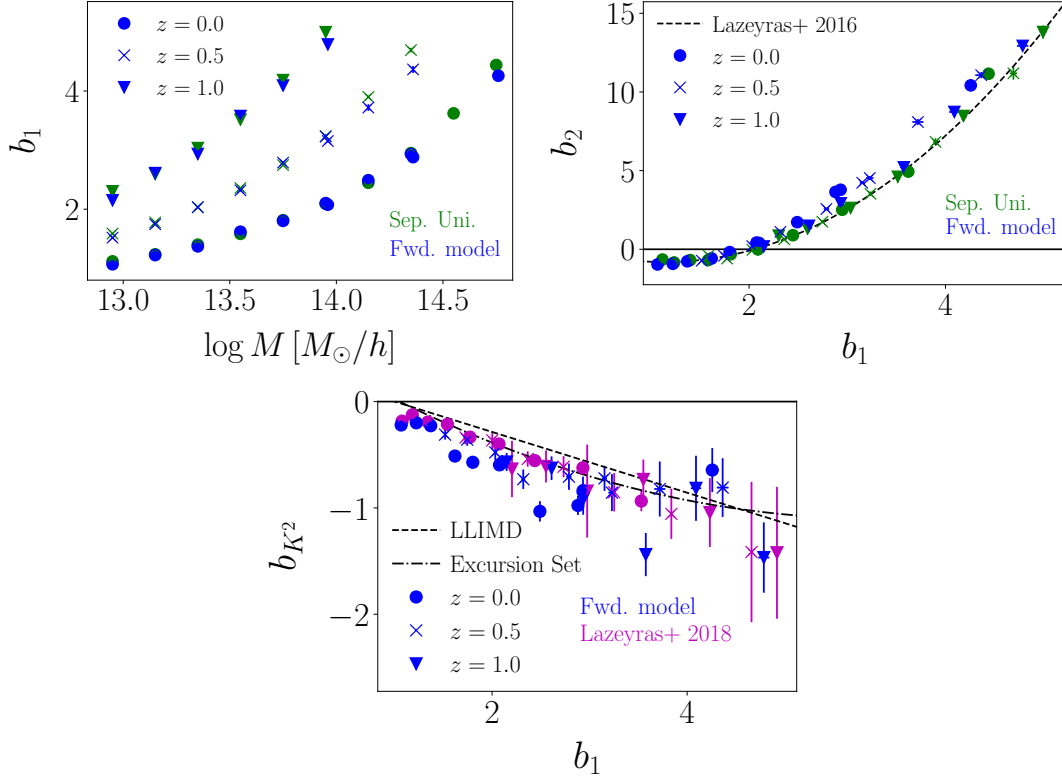 z = 0.0
z = 0.5
z = 1.0
4
2
b₁
13.0 13.5 14.0 14.5
log M [M⊙/h]
Sep. Uni.
Fwd. model
Lazeyras+ 2016
z = 0.0
z = 0.5
z = 1.0
15
10
5
0
b₂
2 4
b₁
Sep. Uni.
Fwd. model
0
−1
−2
b_{K²}
LLIMD
Excursion Set
z = 0.0
z = 0.5
z = 1.0
Fwd. model
Lazeyras+ 2018
2 4
b₁